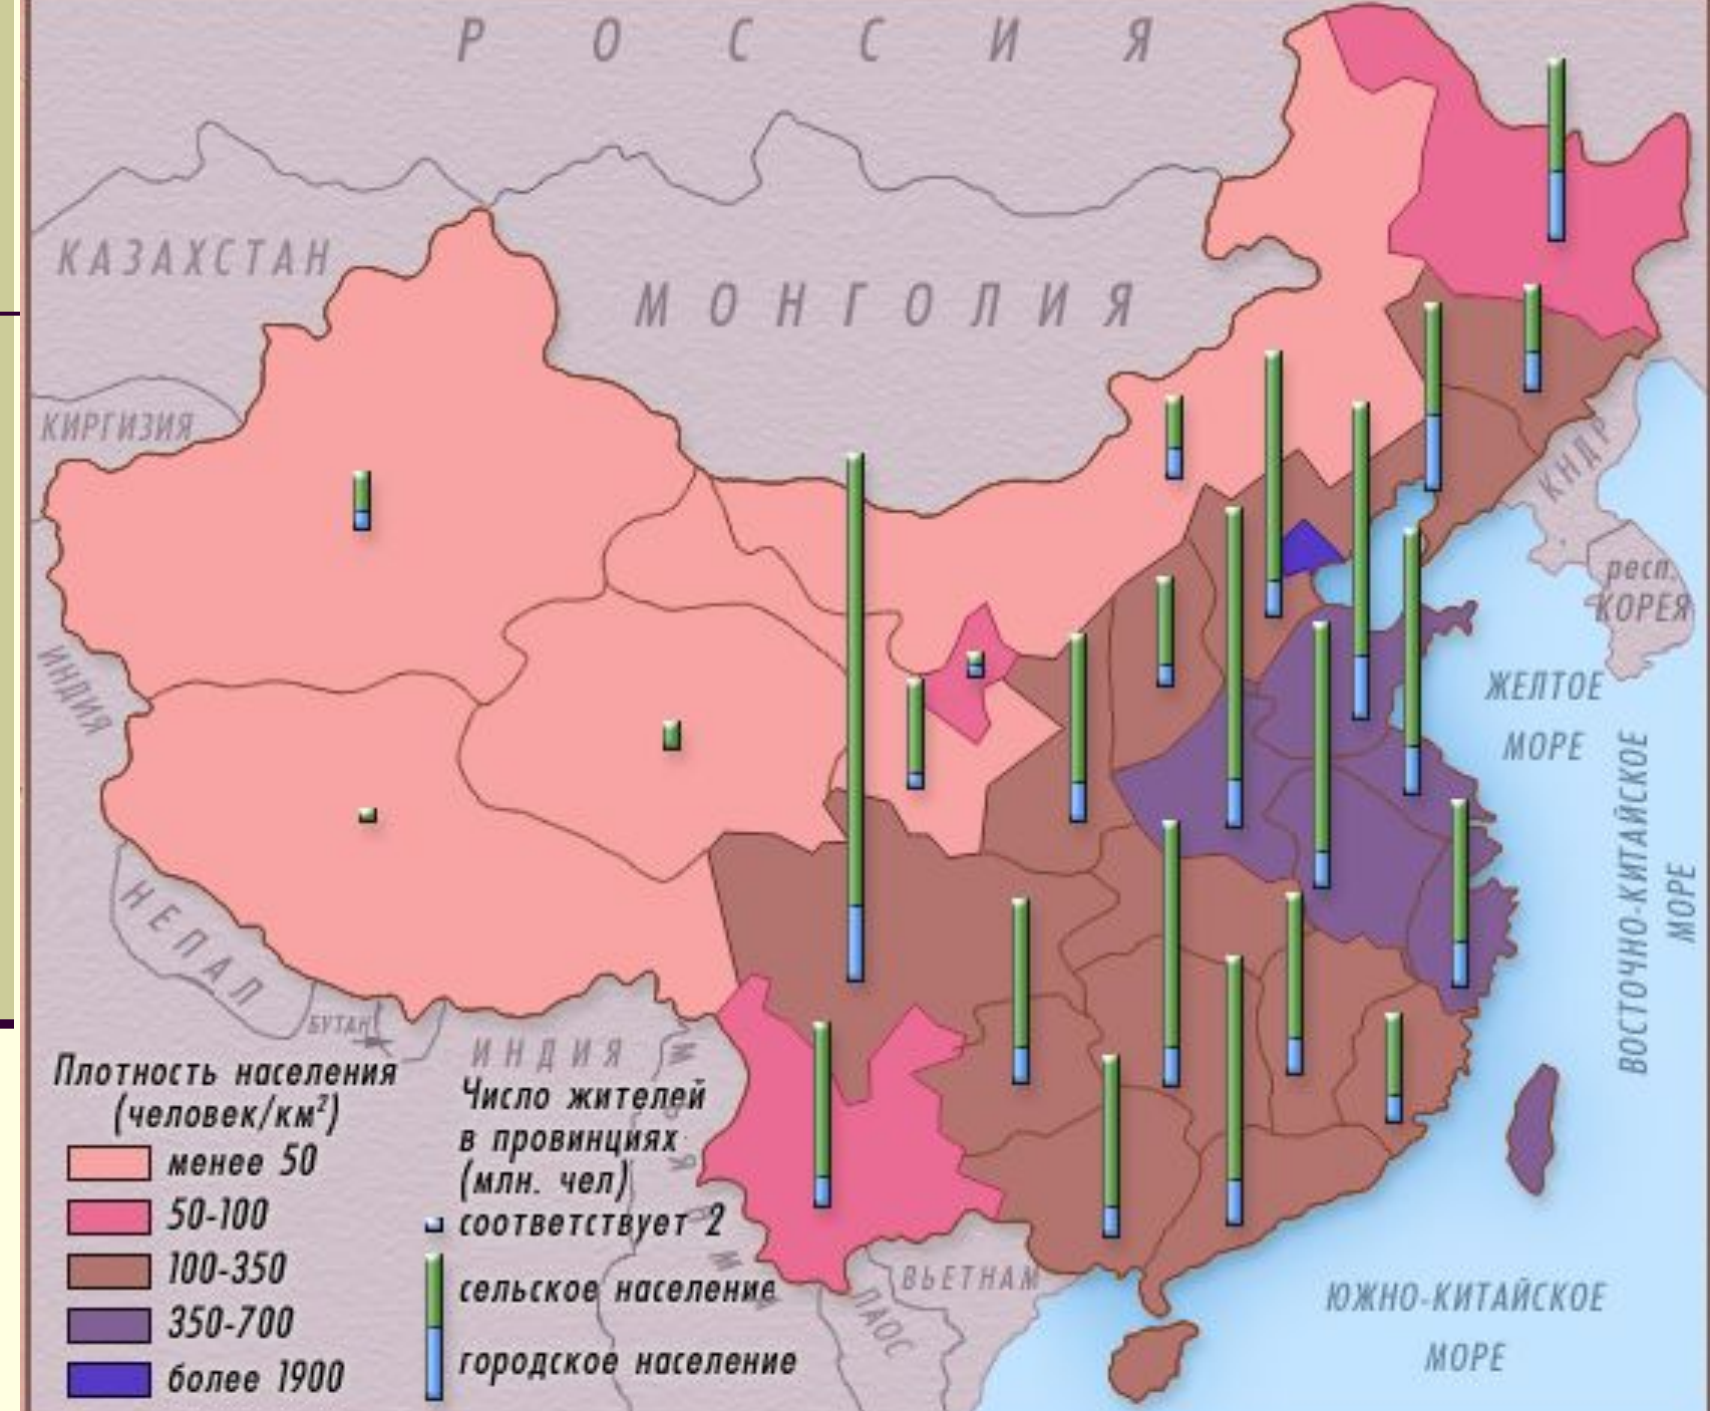 РОССИЯ
КАЗАХСТАН
МОНГОЛИЯ
КИРГИЗИЯ
КНДР
респ.
КОРЕЯ
ИНДИЯ
ЖЕЛТОЕ
МОРЕ
ВОСТОЧНО-КИТАЙСКОЕ
МОРЕ
НЕПАЛ
БУТАН
ИНДИЯ
Плотность населения
(человек/км²)
менее 50
50-100
100-350
350-700
более 1900
Число жителей
в провинциях
(млн. чел)
соответствует 2
сельское население
городское население
ВЬЕТНАМ
ЛАОС
ЮЖНО-КИТАЙСКОЕ
МОРЕ